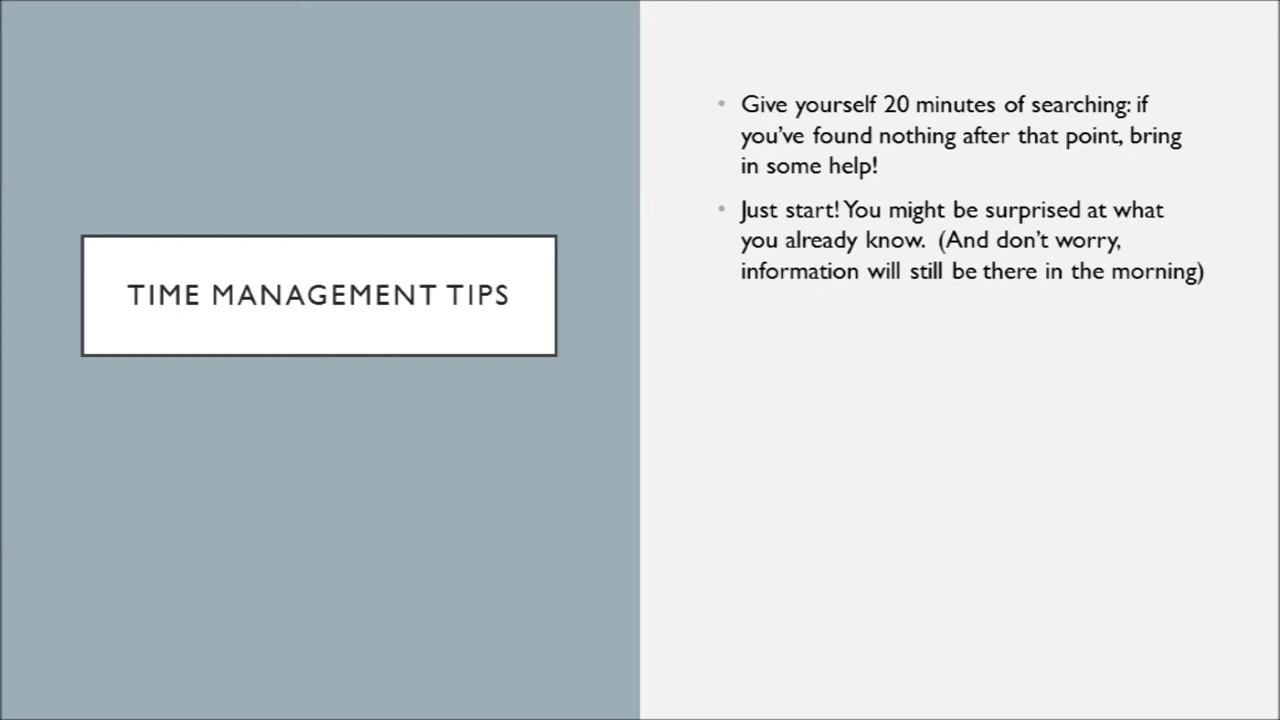 TIME MANAGEMENT TIPS
• Give yourself 20 minutes of searching: if
you've found nothing after that point, bring
in some help!
• Just start! You might be surprised at what
you already know.  (And don't worry,
information will still be there in the morning)